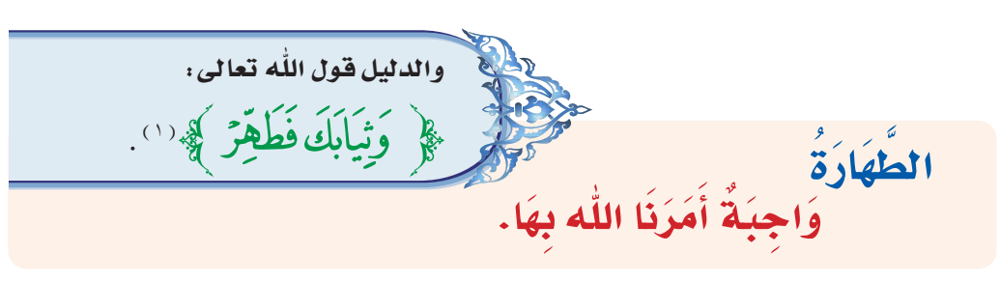 الطَّهَارَةُ
وَاجِبَةٌ أَمَرَنَا الله بِهَا.
والدليل قول الله تعالى:
﴿ وَثِيَابَكَ فَطَهِّرْ ﴾(١).